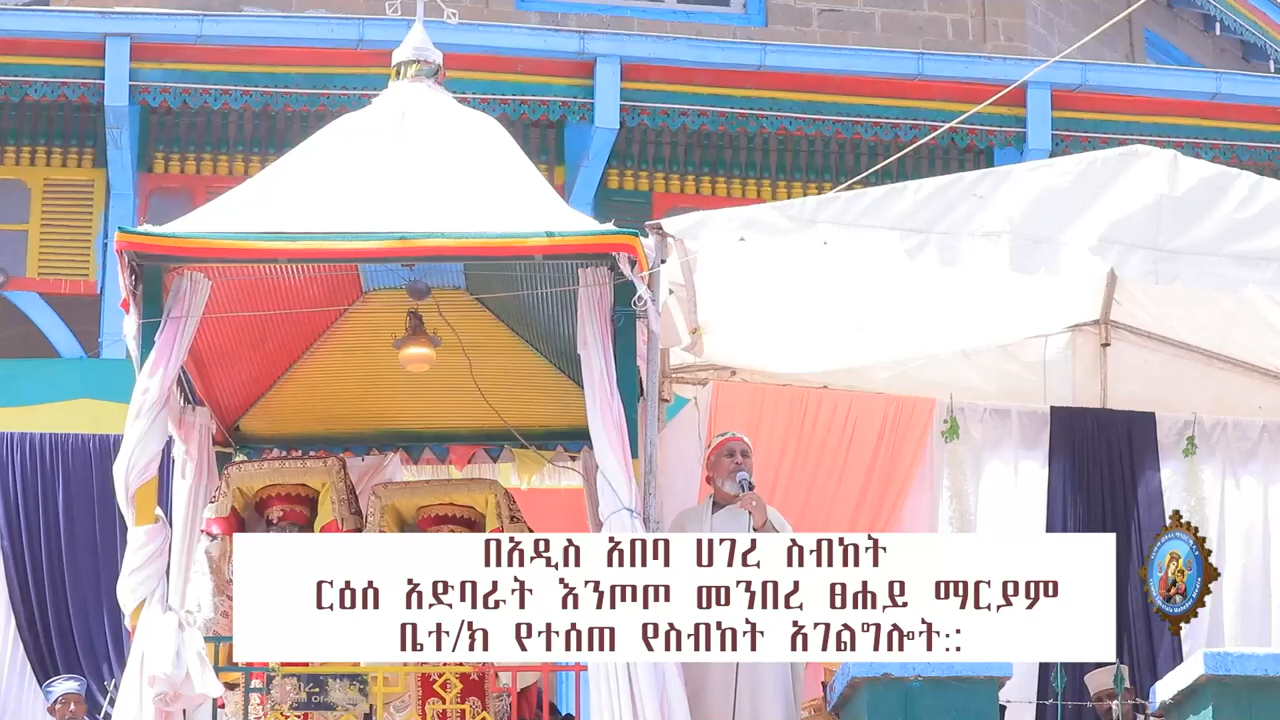 በአዲስ አበባ ሀገረ ስብከት
ርዕሰ አድባራት እንጦጦ መንበረ ፀሐይ ማርያም
ቤተ/ክ የተሰጠ የስብከት አገልግሎት፡፡